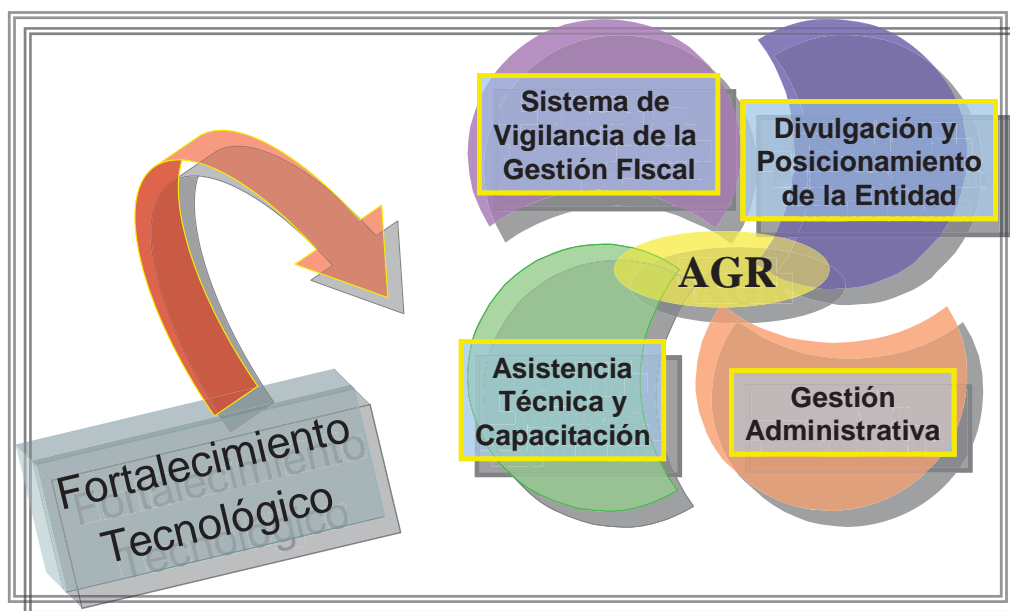 Sistema de
Vigilancia de la
Gestión FIscal
Divulgación y
Posicionamiento
de la Entidad
AGR
Asistencia
Técnica y
Capacitación
Gestión
Administrativa
Fortalecimiento
Tecnológico